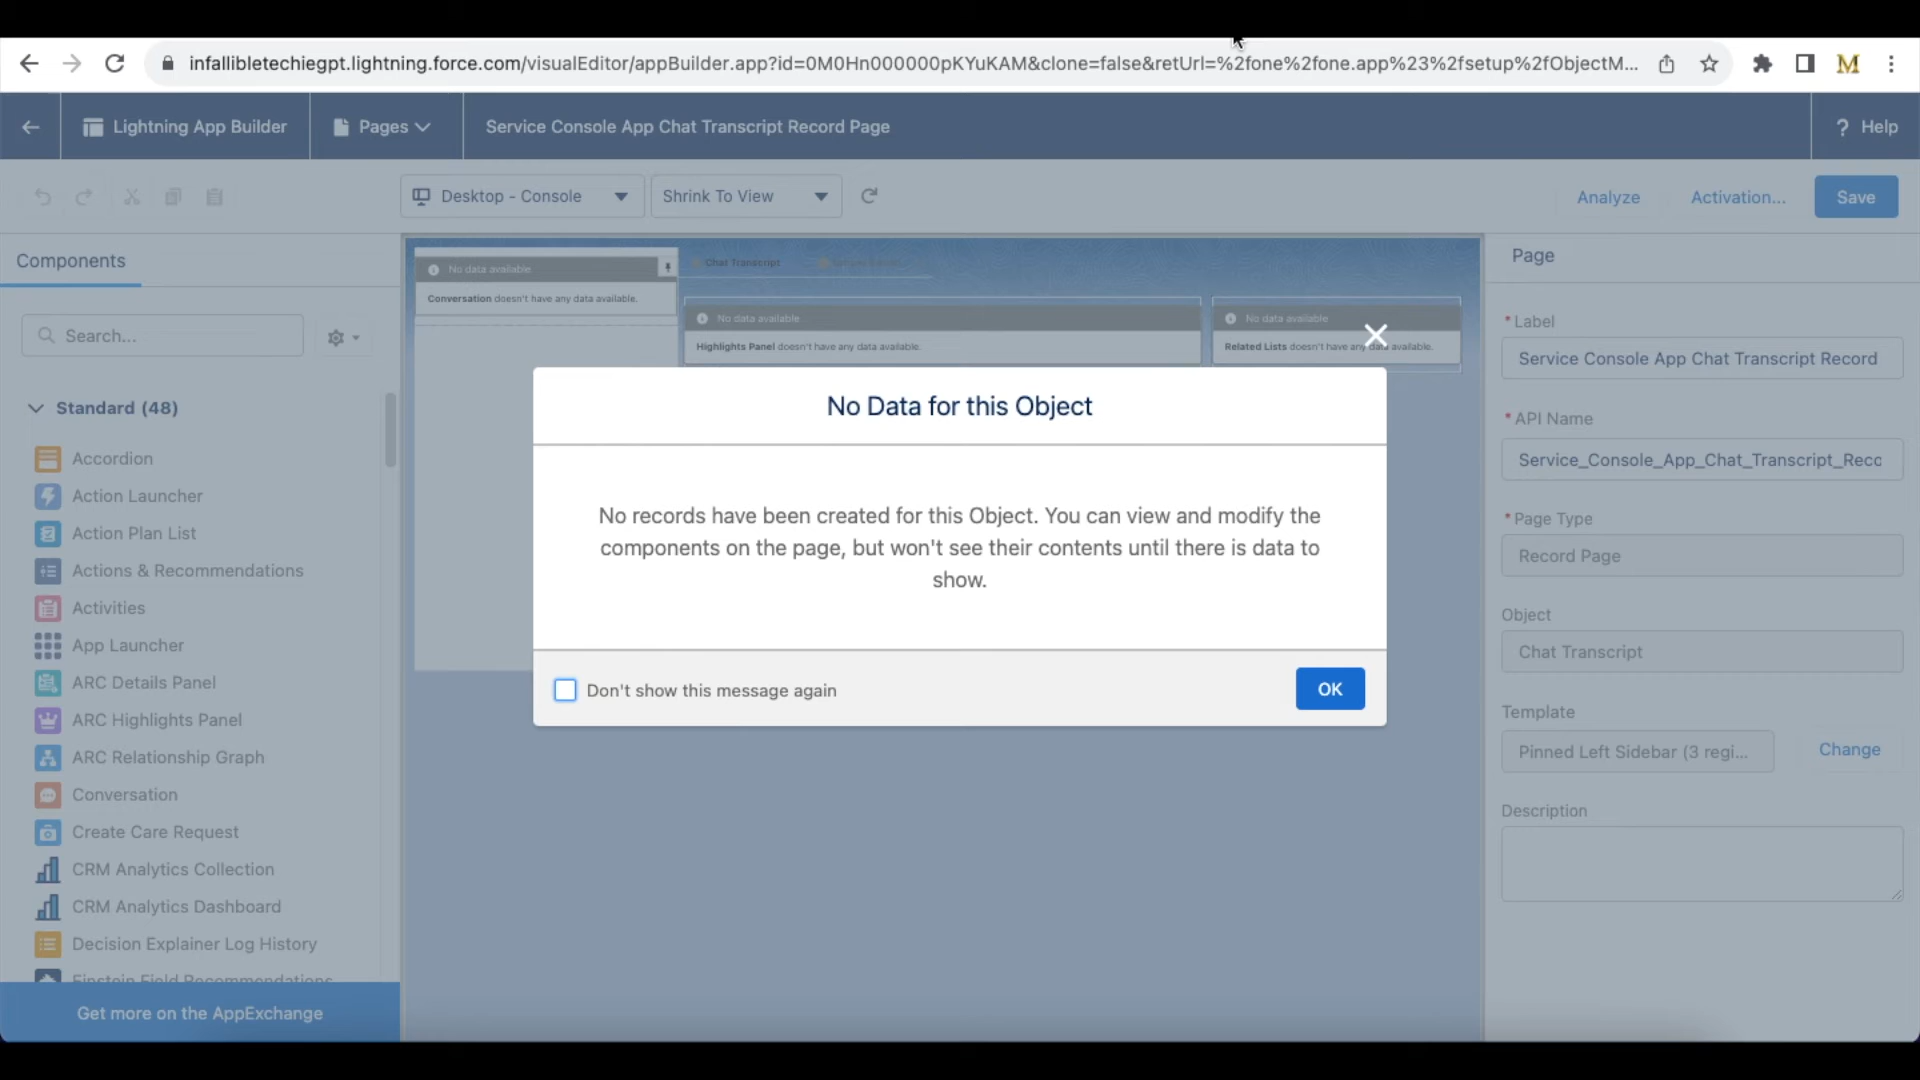 infallibletechiegpt.lightning.force.com/visualEditor/appBuilder.app?id=0M0Hn000000pKYuKAM&clone=false&retUrl=%2fone%2fone.app%23%2fsetup%2fObjectM...
M
Lightning App Builder
Pages
Service Console App Chat Transcript Record Page
? Help
Desktop - Console
Shrink To View
Analyze
Activation...
Save
Components
Search...
Standard (48)
Accordion
Action Launcher
Action Plan List
Actions & Recommendations
Activities
App Launcher
ARC Details Panel
ARC Highlights Panel
ARC Relationship Graph
Conversation
Create Care Request
CRM Analytics Collection
CRM Analytics Dashboard
Decision Explainer Log History
Einstein Field Recommendations
Get more on the AppExchange
No data available
Conversation doesn't have any data available.
Chat Transcript
No data available
Highlights Panel doesn't have any data available.
No data available
Related Lists doesn't have any data available.
No Data for this Object
No records have been created for this Object. You can view and modify the
components on the page, but won't see their contents until there is data to
show.
Don't show this message again
OK
Page
* Label
Service Console App Chat Transcript Record
* API Name
Service_Console_App_Chat_Transcript_Reco
* Page Type
Record Page
Object
Chat Transcript
Template
Pinned Left Sidebar (3 regi...
Change
Description